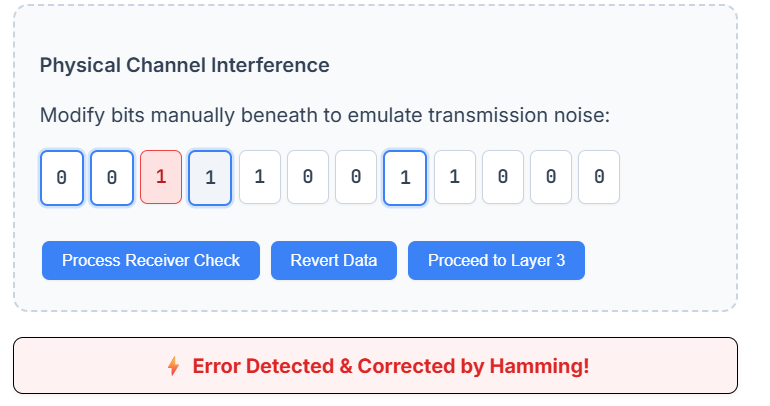 Physical Channel Interference
Modify bits manually beneath to emulate transmission noise:
0 0 1 1 1 0 0 1 1 0 0 0
Process Receiver Check Revert Data Proceed to Layer 3
⚡ Error Detected & Corrected by Hamming!